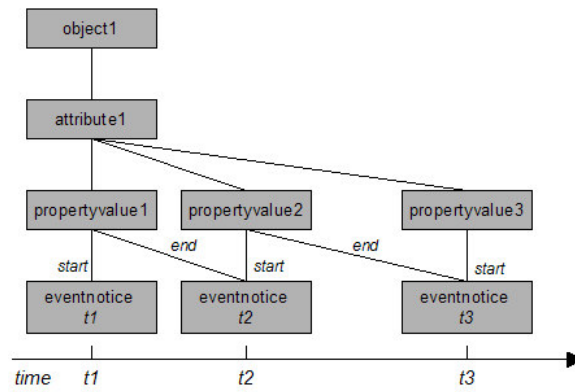 object1
attribute1
propertyvalue1 propertyvalue2 propertyvalue3
end end
start start start
eventnotice eventnotice eventnotice
t1 t2 t3
time t1 t2 t3